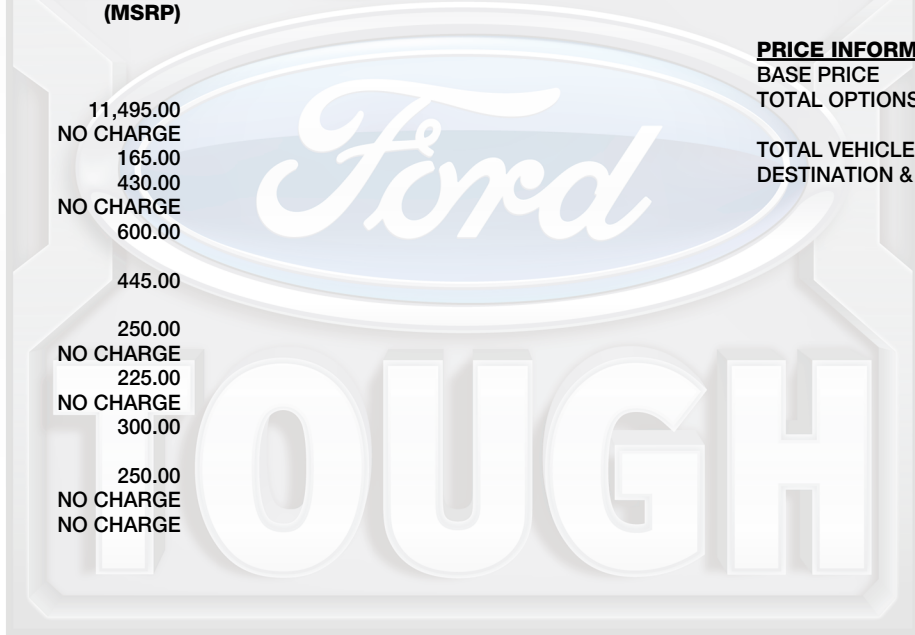 (MSRP)
11,495.00
NO CHARGE
165.00
430.00
NO CHARGE
600.00
445.00
250.00
NO CHARGE
225.00
NO CHARGE
300.00
250.00
NO CHARGE
NO CHARGE
PRICE INFORM
BASE PRICE
TOTAL OPTIONS
TOTAL VEHICLE
DESTINATION &
Ford
TOUGH